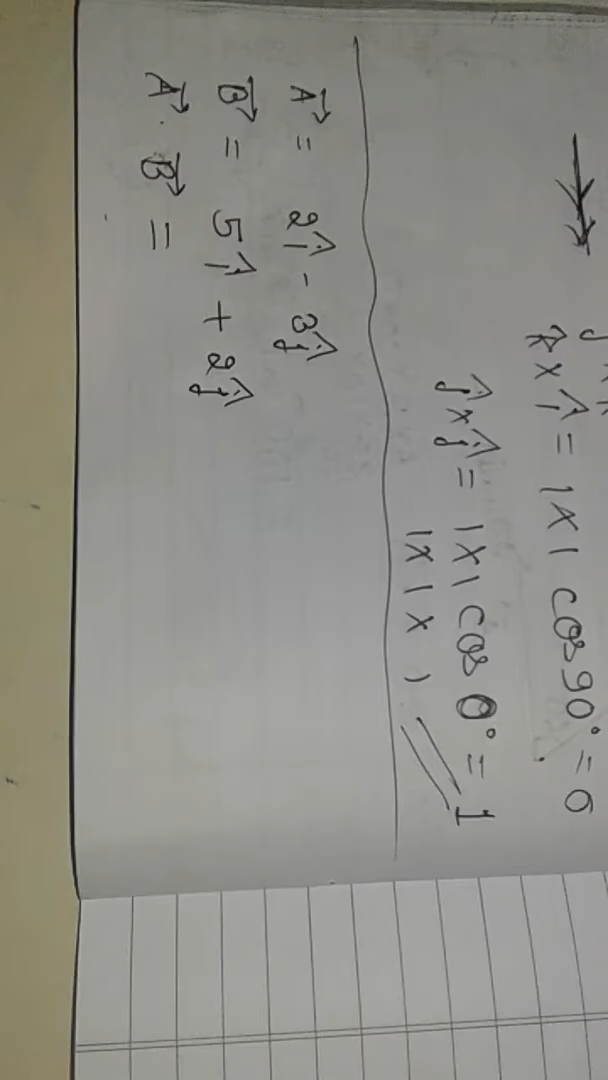 k̂ × î = 1×1 cos 90° = 0
ĵ × ĵ = 1×1 cos 0° = 1
1×1×1
A⃗ = 2î - 3ĵ
B⃗ = 5î + 2ĵ
A⃗ . B⃗ =